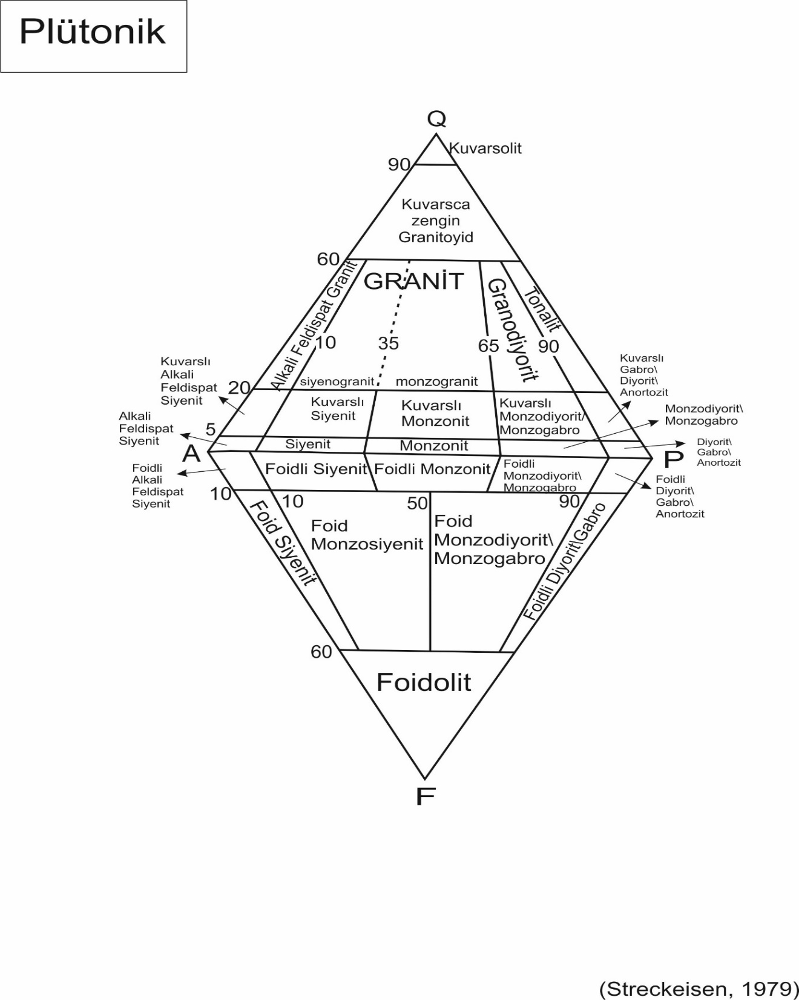 Plütonik
Q
Kuvarsolit
90
Kuvarsca
zengin
Granitoyid
60
GRANİT
Alkali Feldispat Granit
Granodiyorit
Tonalit
10
35
65
90
Kuvarslı
Alkali
Feldispat
Siyenit
20
siyenogranit
monzogranit
Kuvarslı
Gabro\
Diyorit\
Anortozit
Kuvarslı
Siyenit
Kuvarslı
Monzonit
Kuvarslı
Monzodiyorit/
Monzogabro
Monzodiyorit\
Monzogabro
Alkali
Feldispat
Siyenit
5
Siyenit
Monzonit
Diyorit\
Gabro\
Anortozit
A
P
Foidli
Alkali
Feldispat
Siyenit
Foidli Siyenit
Foidli Monzonit
Foidli
Monzodiyorit\
Monzogabro
Foidli
Diyorit\
Gabro\
Anortozit
10
10
50
90
Foid Siyenit
Foid
Monzosiyenit
Foid
Monzodiyorit\
Monzogabro
Foidli Diyorit\Gabro
60
Foidolit
F
(Streckeisen, 1979)